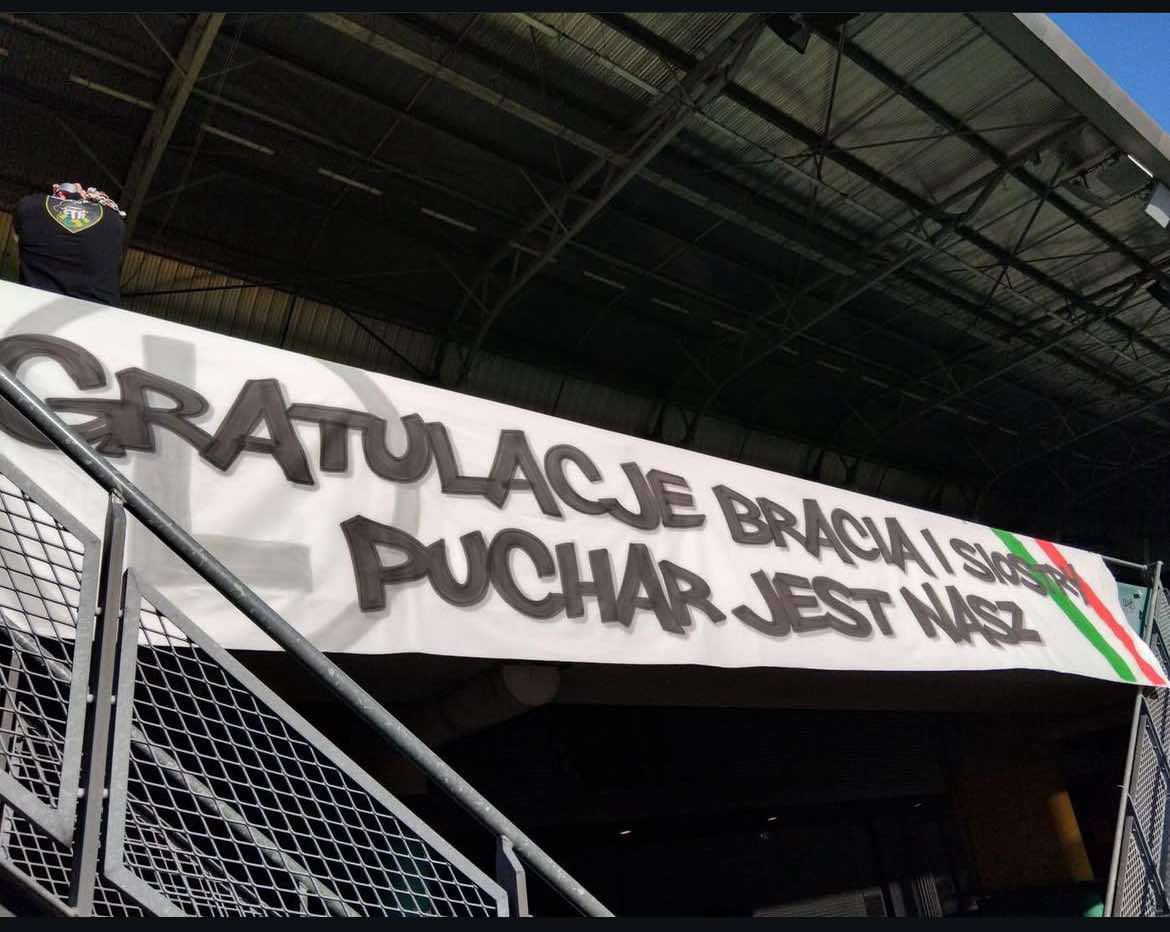 GRATULACJE BRACIA I SIOSTRY
PUCHAR JEST NASZ
L